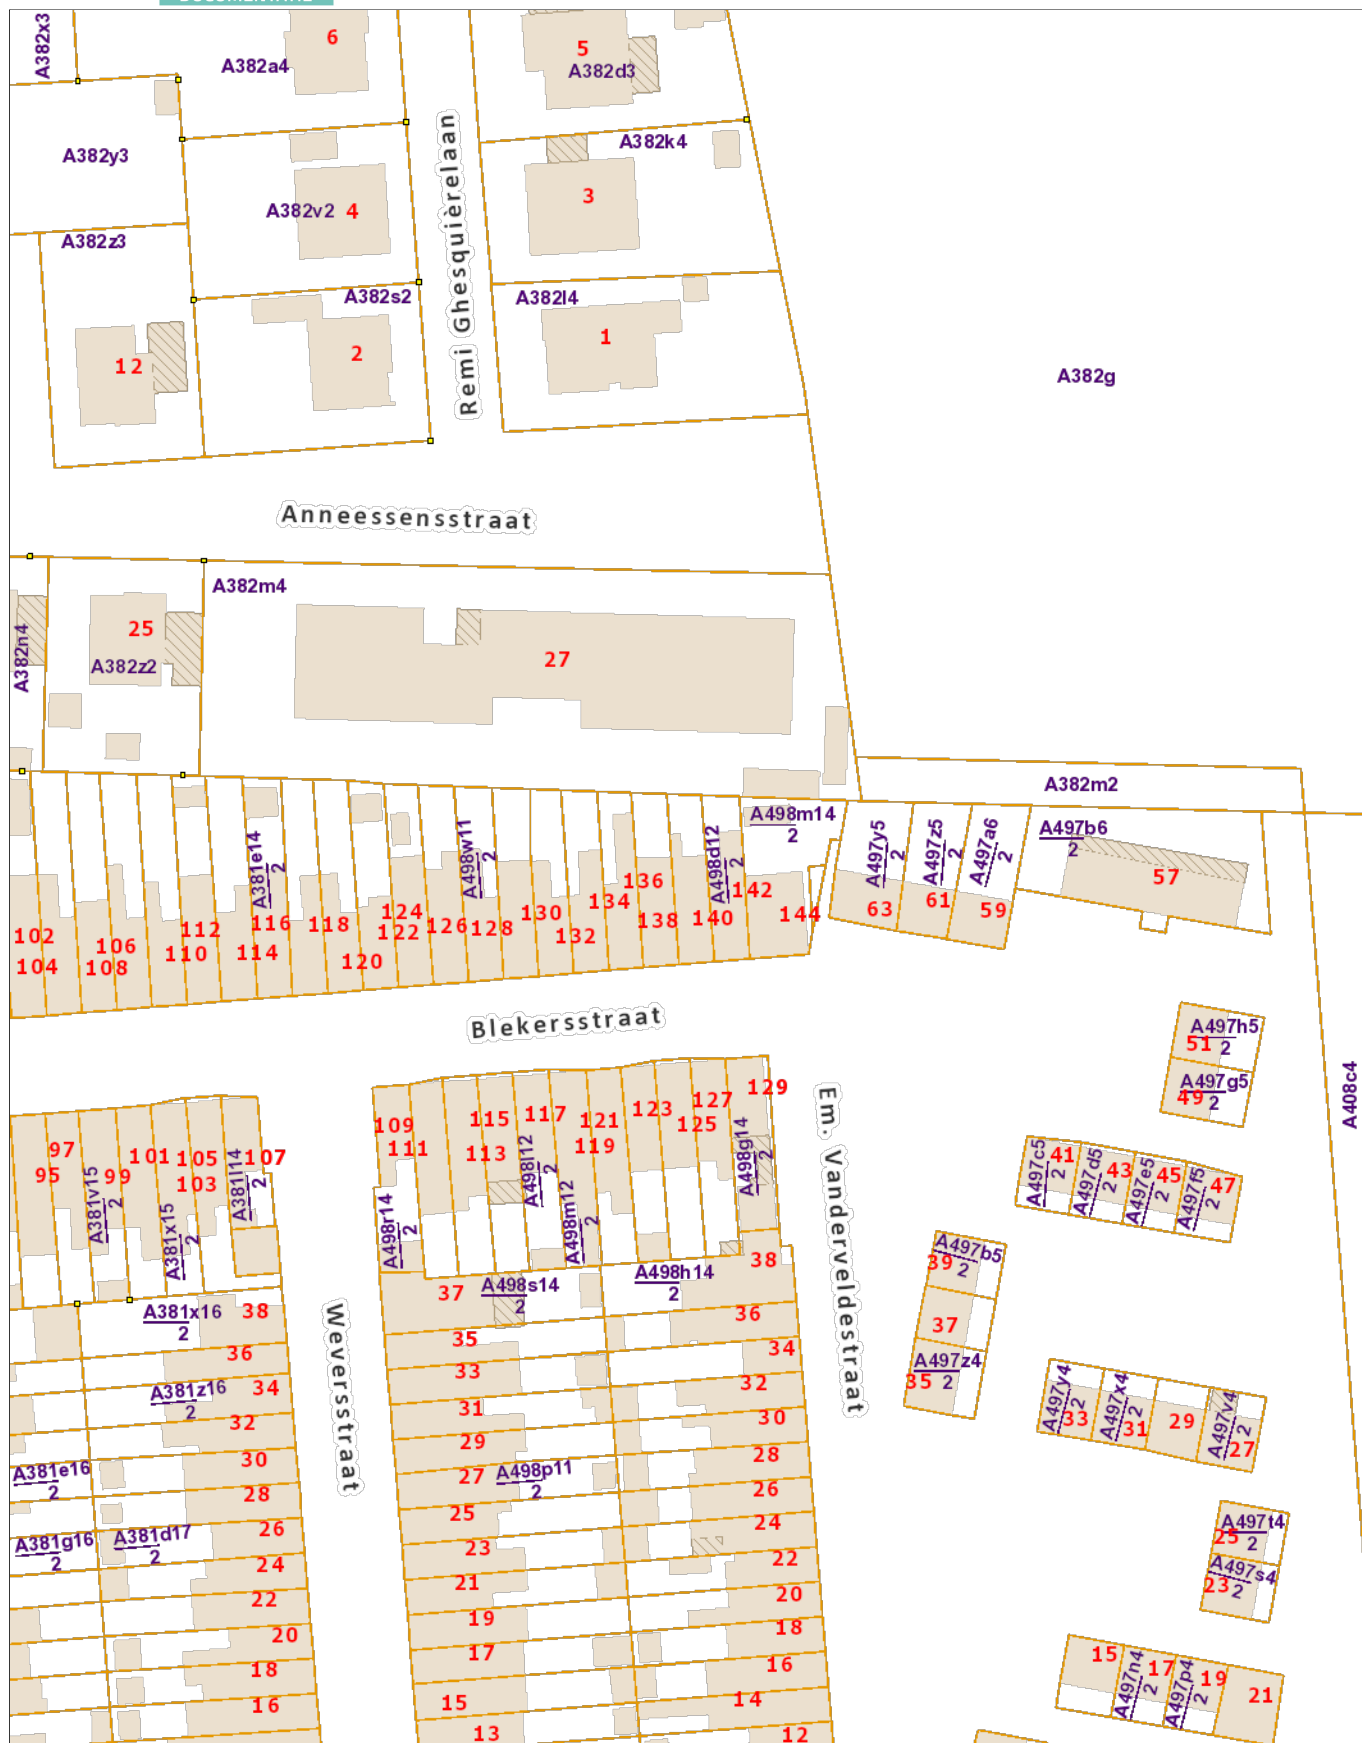 A382x3
A382a4
6
5
A382d3
A382y3
A382k4
A382v2
4
3
Remi Ghesquièrelaan
A382z3
A382s2
A382l4
12
2
1
A382g
Anneessensstraat
A382m4
A382n4
25
A382z2
27
A382m2
A498m14
2
A381e14
2
A498w11
2
A498d12
2
A497y5
2
A497z5
2
A497a6
2
A497b6
2
57
102
104
106
108
112
110
116
114
118
120
124
122
126
128
130
132
134
136
138
140
142
144
63
61
59
Blekersstraat
A497h5
2
51
A497g5
2
49
A408c4
97
95
A381v15
2
99
101
105
103
A381x15
2
A381l14
2
107
109
111
115
113
A498l12
2
117
121
119
A498m12
2
123
127
125
129
A498g14
2
A498r14
2
Em. Vanderveldestraat
A497c5
2
41
A497d5
2
43
A497e5
2
45
A497f5
2
47
A497b5
2
39
37
A497z4
2
35
A381x16
2
38
36
A381z16
2
34
32
A381e16
2
30
28
A381g16
2
A381d17
2
26
24
22
20
18
16
Weversstraat
37
A498s14
2
A498h14
2
38
36
35
34
33
32
31
30
29
28
27
A498p11
2
26
25
24
23
22
21
20
19
18
17
16
15
14
13
12
A497y4
2
33
A497x4
2
31
29
A497v4
2
27
A497t4
2
25
A497s4
2
23
15
A497n4
2
17
A497p4
2
19
21